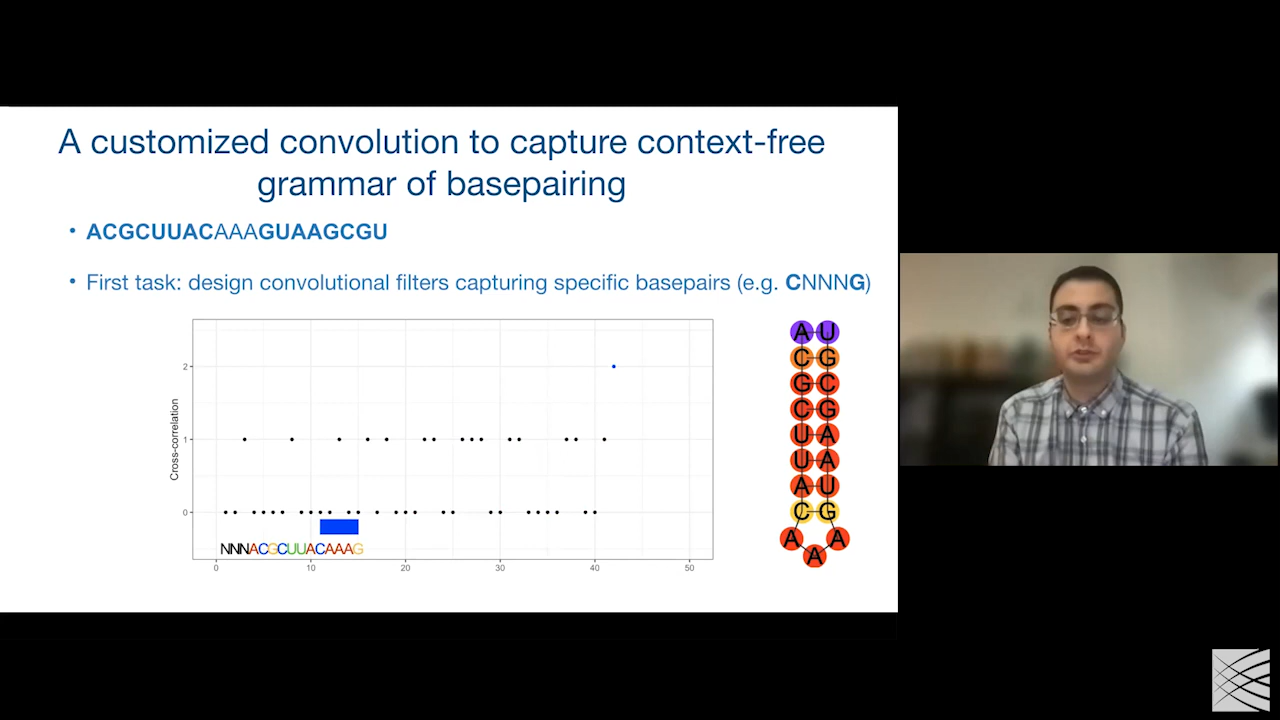 A customized convolution to capture context-free
grammar of basepairing
• ACGCUUACAAAGUAAGCGU
• First task: design convolutional filters capturing specific basepairs (e.g. CNNNG)
Cross-correlation
2
1
0
NNNACGCUUACAAAG
0 10 20 30 40 50
A U
C G
G C
C G
U A
U A
A U
C G
A A
A